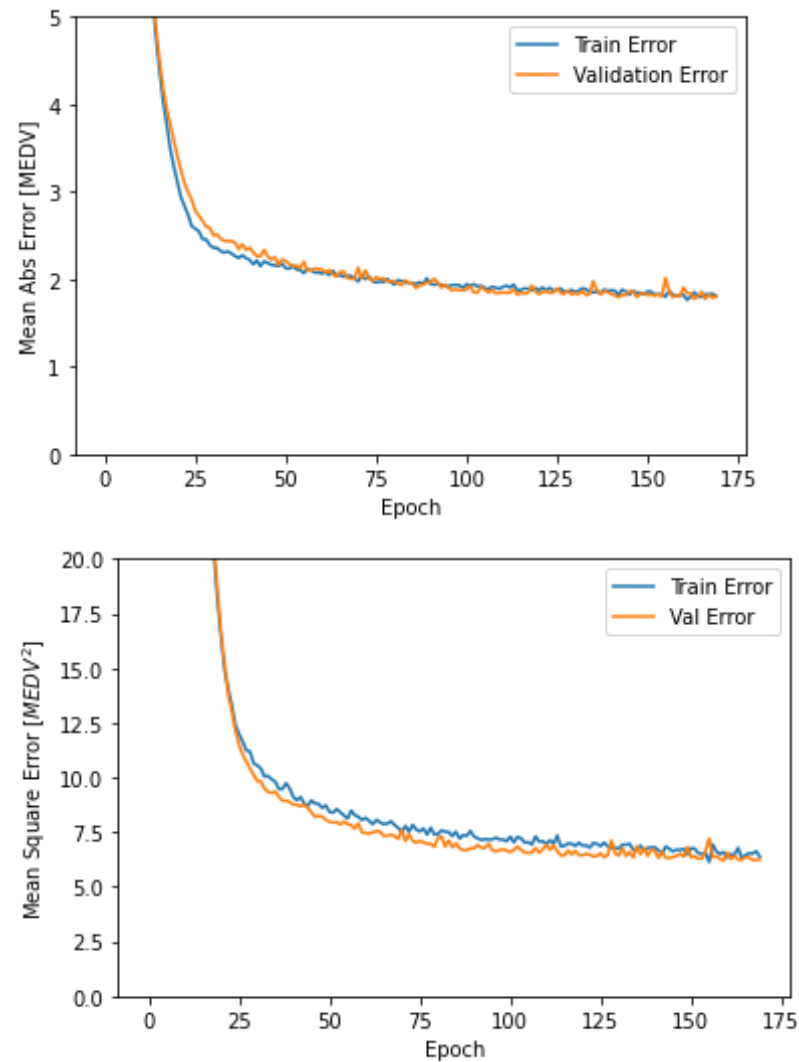 5
4
3
2
1
0
Mean Abs Error [MEDV]
Train Error
Validation Error
0 25 50 75 100 125 150 175
Epoch
20.0
17.5
15.0
12.5
10.0
7.5
5.0
2.5
0.0
Mean Square Error [MEDV²]
Train Error
Val Error
0 25 50 75 100 125 150 175
Epoch